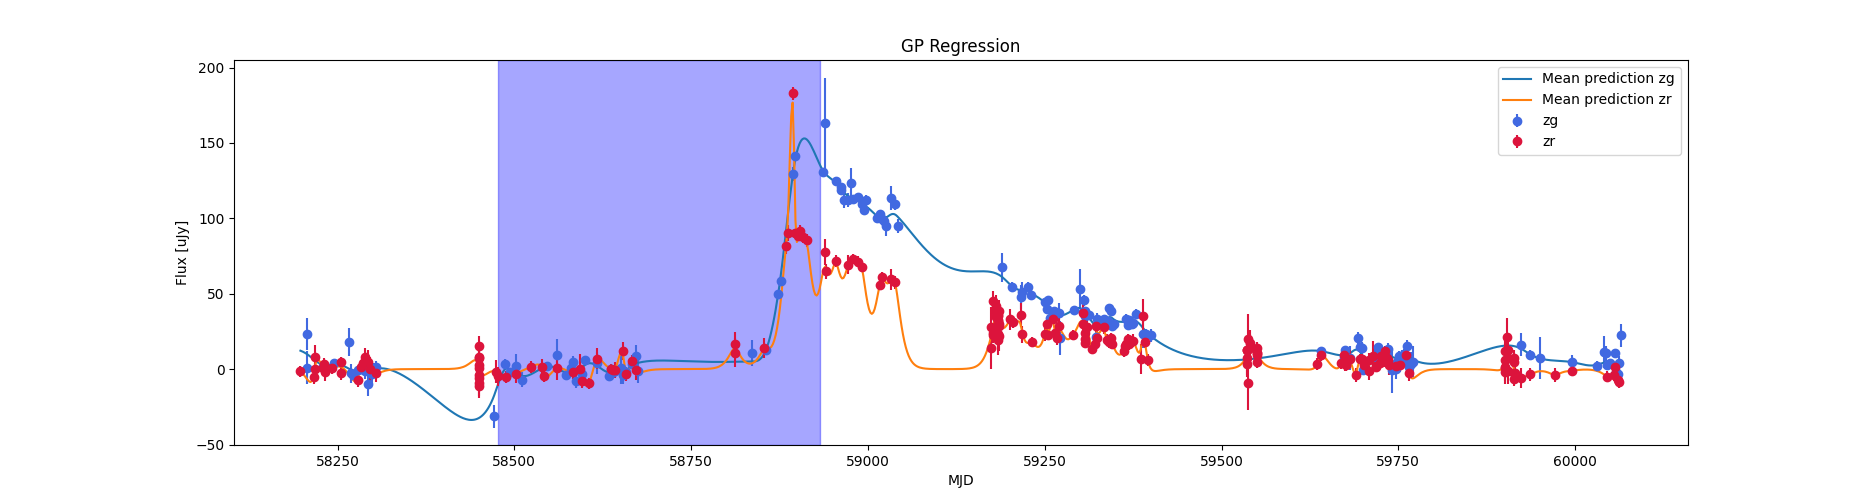 GP Regression
200
150
100
50
0
−50
Flux [uJy]
58250
58500
58750
59000
59250
59500
59750
60000
MJD
Mean prediction zg
Mean prediction zr
zg
zr